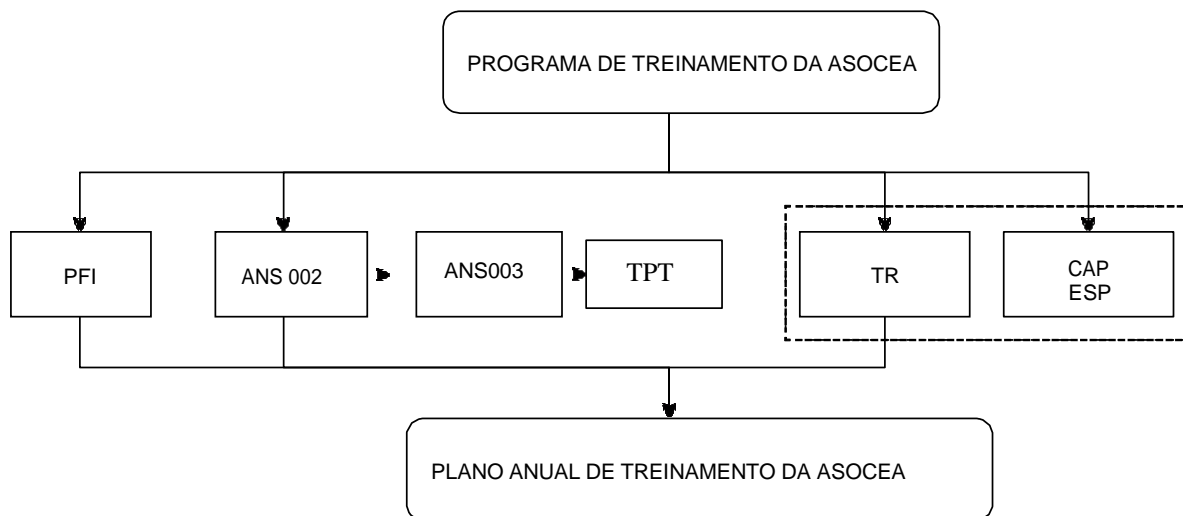 PROGRAMA DE TREINAMENTO DA ASOCEA
PFI
ANS 002
ANS003
TPT
TR
CAP
ESP
PLANO ANUAL DE TREINAMENTO DA ASOCEA